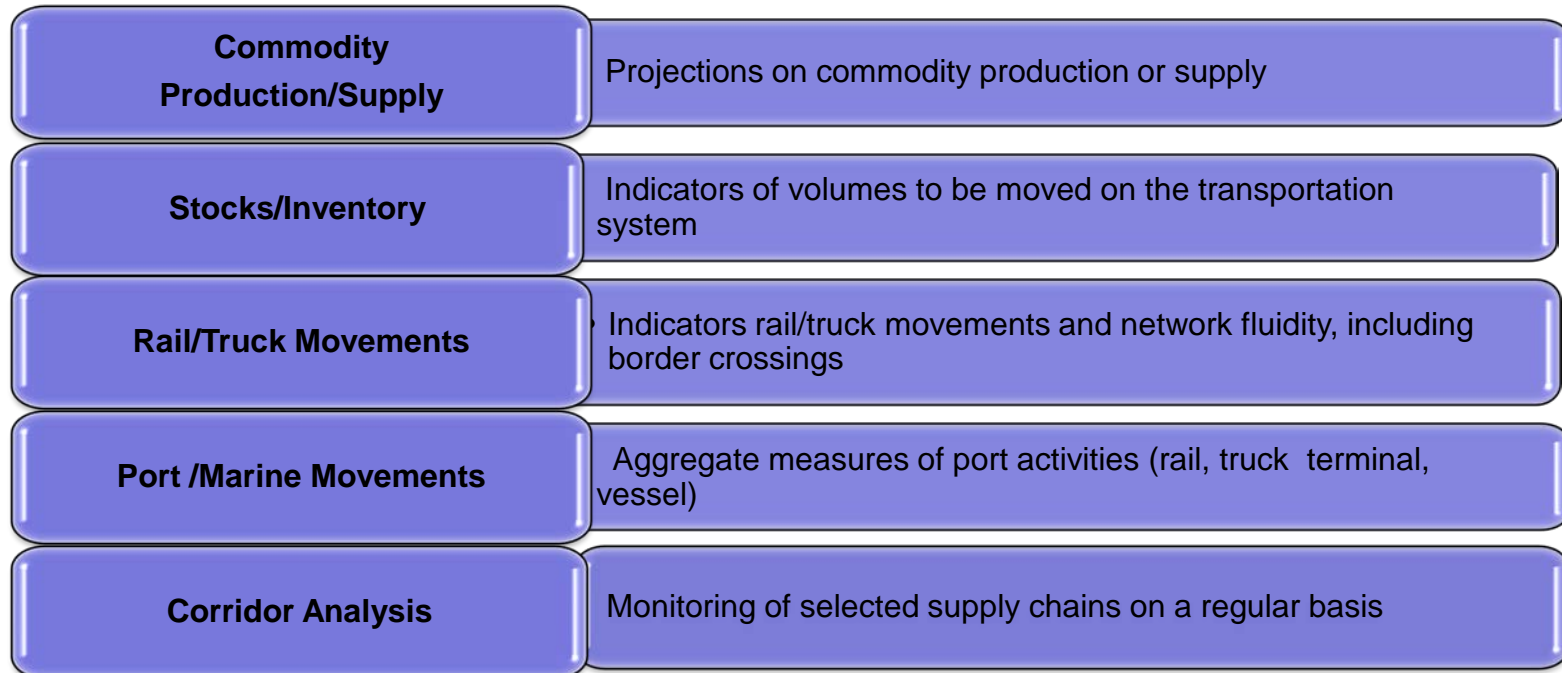 Commodity
Production/Supply
Projections on commodity production or supply
Stocks/Inventory
Indicators of volumes to be moved on the transportation
system
Rail/Truck Movements
• Indicators rail/truck movements and network fluidity, including
border crossings
Port /Marine Movements
Aggregate measures of port activities (rail, truck  terminal,
vessel)
Corridor Analysis
Monitoring of selected supply chains on a regular basis